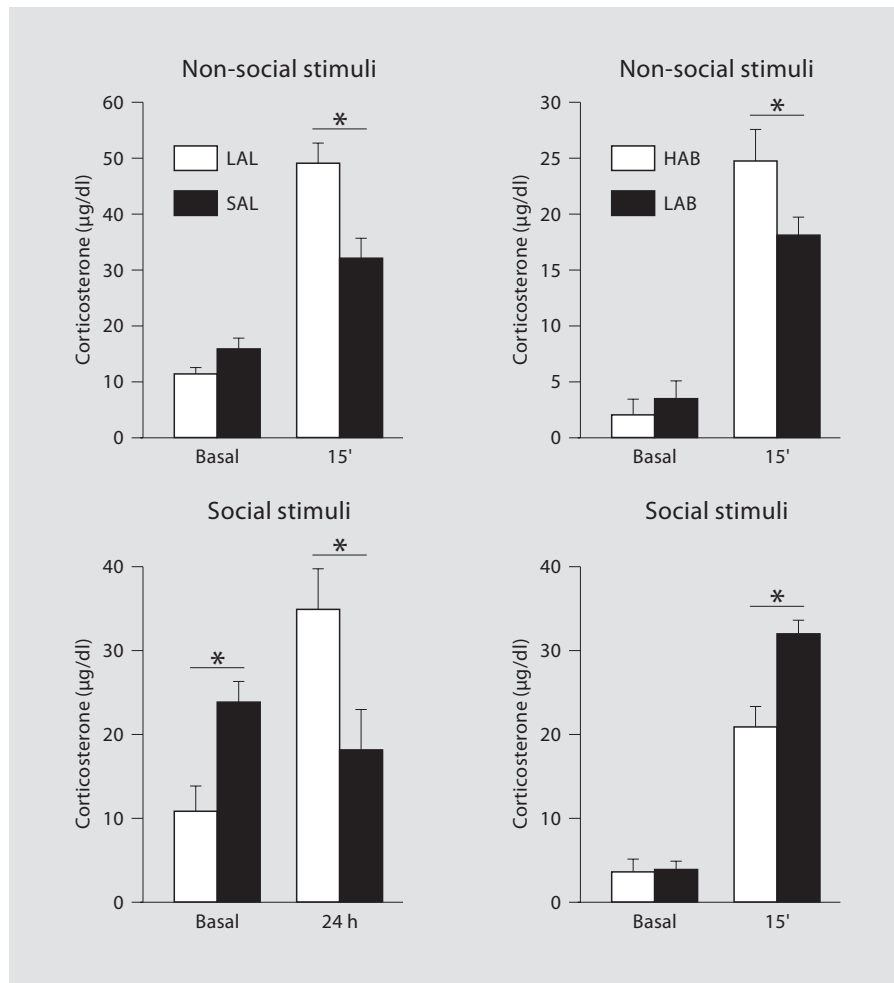 Non-social stimuli
Corticosterone (µg/dl)
60
50
40
30
20
10
0
LAL
SAL
*
Basal 15'
Non-social stimuli
Corticosterone (µg/dl)
30
25
20
15
10
5
0
HAB
LAB
*
Basal 15'
Social stimuli
Corticosterone (µg/dl)
40
30
20
10
0
*
*
Basal 24 h
Social stimuli
Corticosterone (µg/dl)
40
30
20
10
0
*
Basal 15'